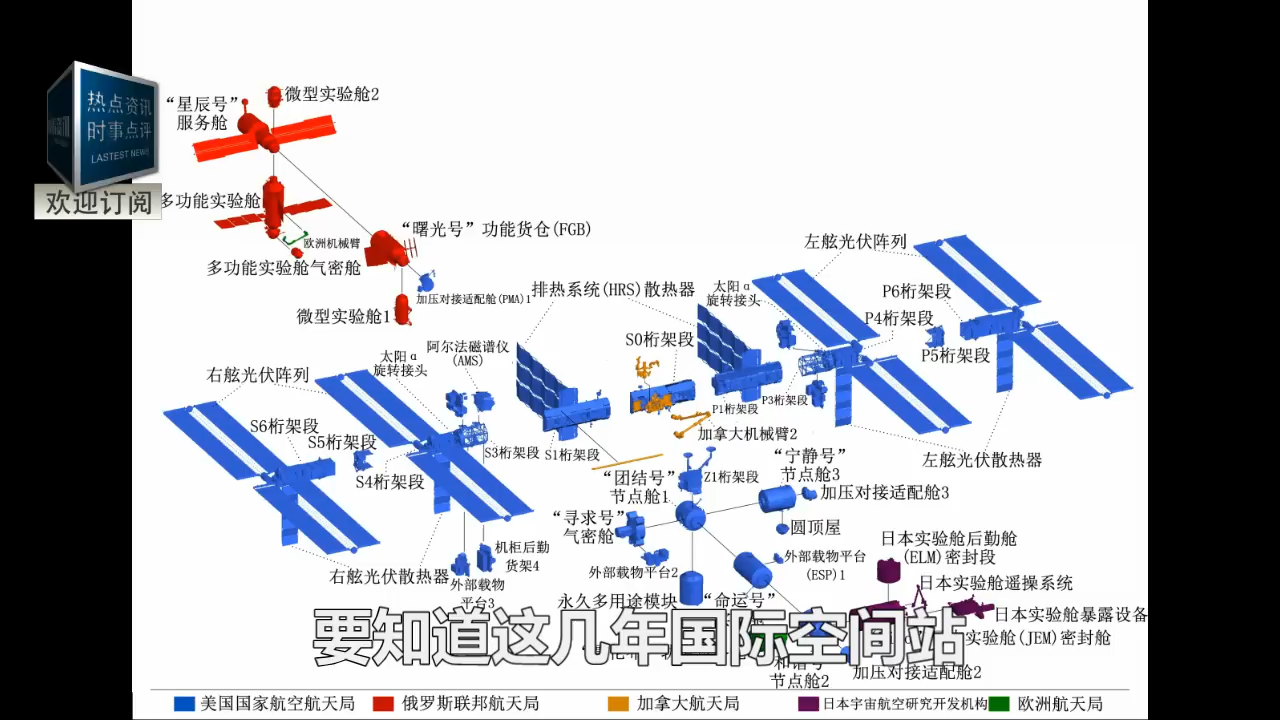 热点资讯
时事点评
LASTEST NEWS
欢迎订阅
微型实验舱2
“星辰号”
服务舱
多功能实验舱
欧洲机械臂
多功能实验舱气密舱
“曙光号”功能货仓(FGB)
加压对接适配舱(PMA)1
微型实验舱1
排热系统(HRS)散热器
太阳α
旋转接头
左舷光伏阵列
P6桁架段
P4桁架段
P5桁架段
S0桁架段
阿尔法磁谱仪
(AMS)
太阳α
旋转接头
右舷光伏阵列
P1桁架段
P3桁架段
加拿大机械臂2
S6桁架段
S5桁架段
S4桁架段
S3桁架段
S1桁架段
左舷光伏散热器
“团结号”
节点舱1
Z1桁架段
“宁静号”
节点舱3
加压对接适配舱3
圆顶屋
“寻求号”
气密舱
外部载物平台2
外部载物平台
(ESP)1
机柜后勤
货架4
右舷光伏散热器
外部载物
平台3
永久多用途模块
“命运号”
日本实验舱后勤舱
(ELM)密封段
日本实验舱遥操系统
日本实验舱暴露设备
实验舱(JEM)密封舱
加压对接适配舱2
节点舱2
要知道这几年国际空间站
美国国家航空航天局
俄罗斯联邦航天局
加拿大航天局
日本宇宙航空研究开发机构
欧洲航天局